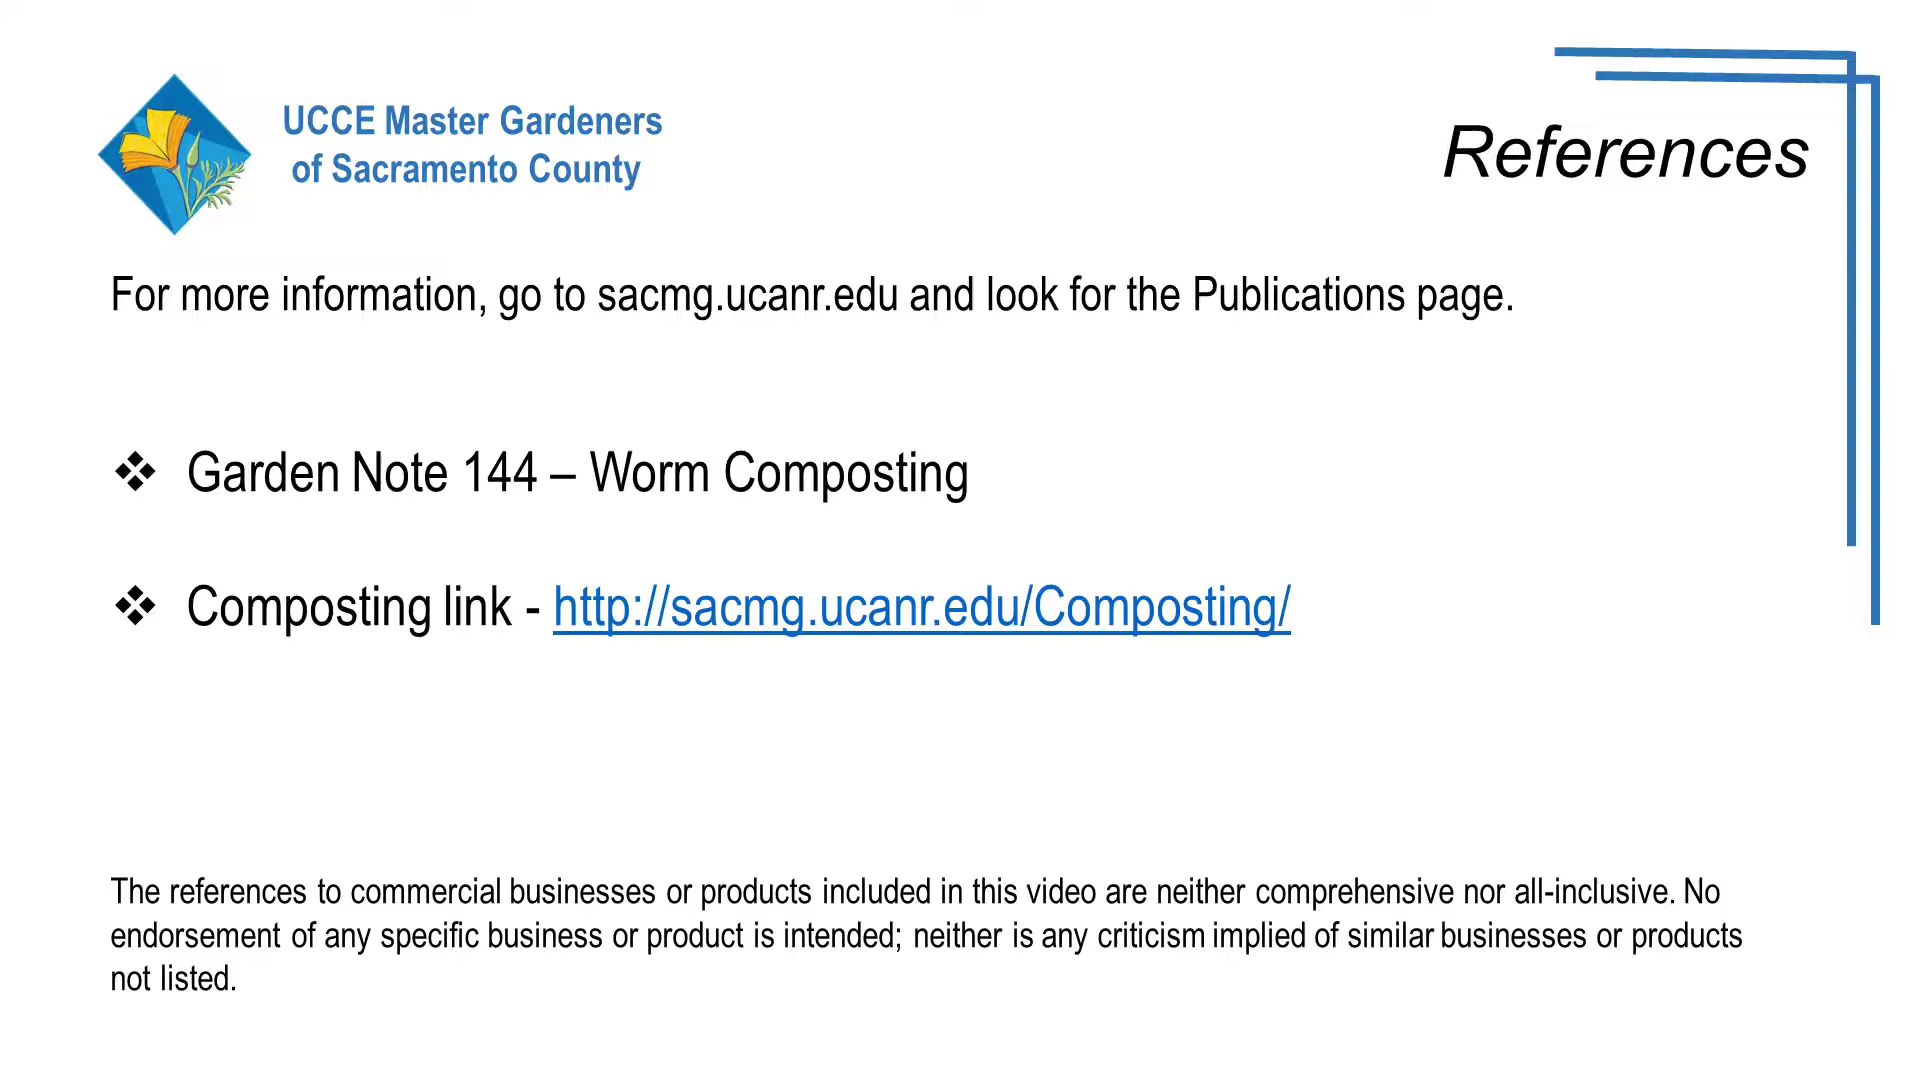 UCCE Master Gardeners
of Sacramento County
References
For more information, go to sacmg.ucanr.edu and look for the Publications page.
❖ Garden Note 144 – Worm Composting
❖ Composting link - http://sacmg.ucanr.edu/Composting/
The references to commercial businesses or products included in this video are neither comprehensive nor all-inclusive. No
endorsement of any specific business or product is intended; neither is any criticism implied of similar businesses or products
not listed.